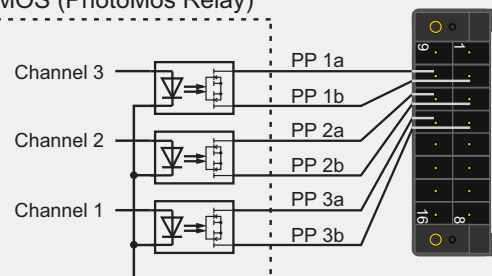 MOS (PhotoMos Relay)
Channel 3
PP 1a
PP 1b
Channel 2
PP 2a
PP 2b
Channel 1
PP 3a
PP 3b
9
1
16
8